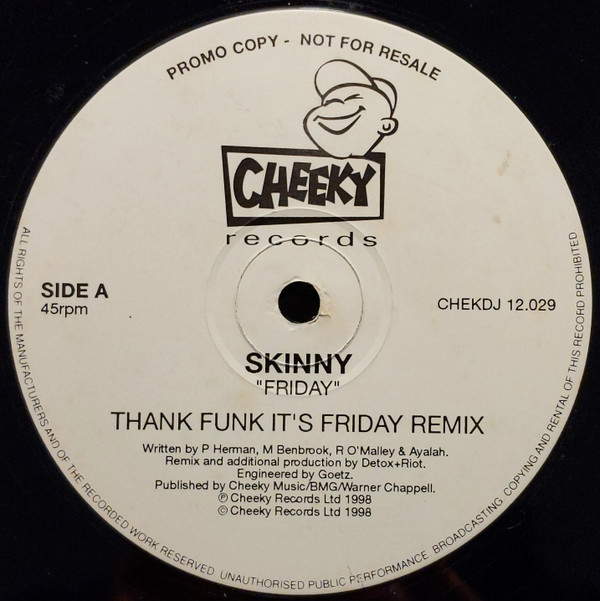 PROMO COPY - NOT FOR RESALE
CHEEKY
records
SIDE A
45rpm
CHEKDJ 12.029
SKINNY
"FRIDAY"
THANK FUNK IT'S FRIDAY REMIX
Written by P Herman, M Benbrook, R O'Malley & Ayalah.
Remix and additional production by Detox+Riot.
Engineered by Goetz.
Published by Cheeky Music/BMG/Warner Chappell.
℗ Cheeky Records Ltd 1998
© Cheeky Records Ltd 1998
ALL RIGHTS OF THE MANUFACTURERS AND OF THE RECORDED WORK RESERVED UNAUTHORISED PUBLIC PERFORMANCE BROADCASTING COPYING AND RENTAL OF THIS RECORD PROHIBITED